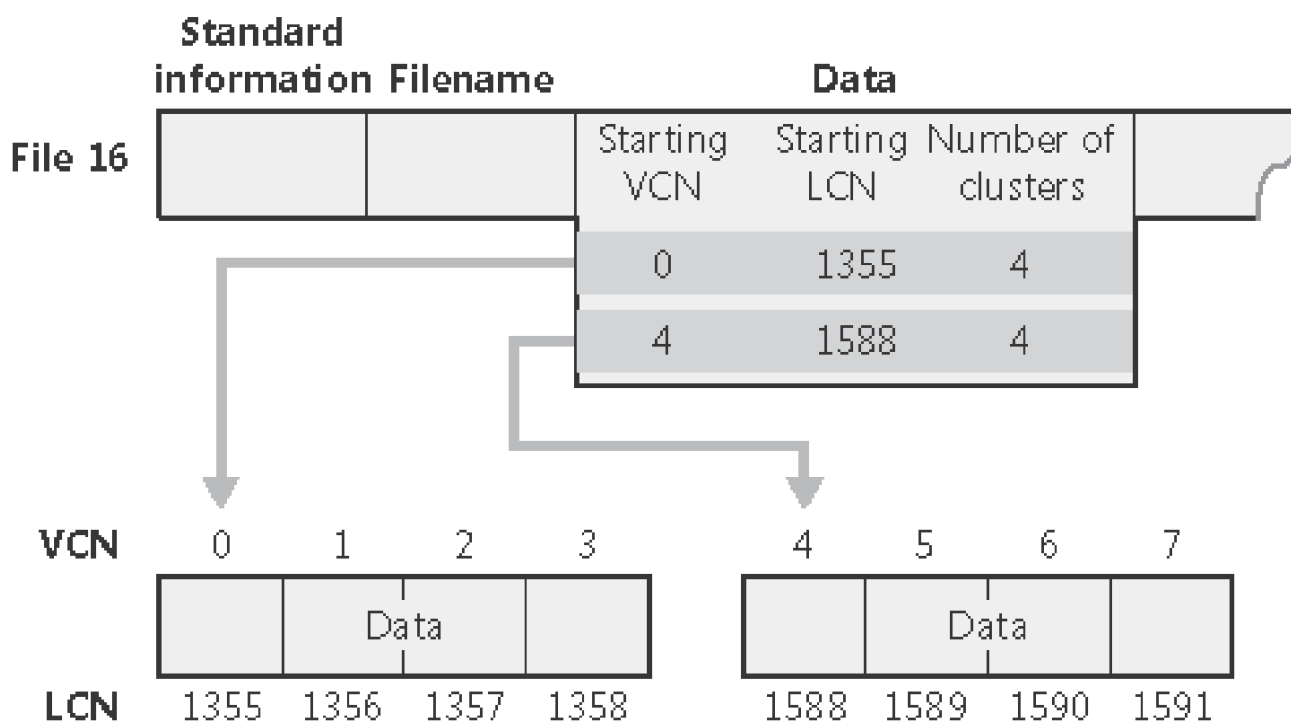 Standard
information Filename Data
File 16
Starting Starting Number of
VCN LCN clusters
0 1355 4
4 1588 4
VCN 0 1 2 3 4 5 6 7
Data Data
LCN 1355 1356 1357 1358 1588 1589 1590 1591